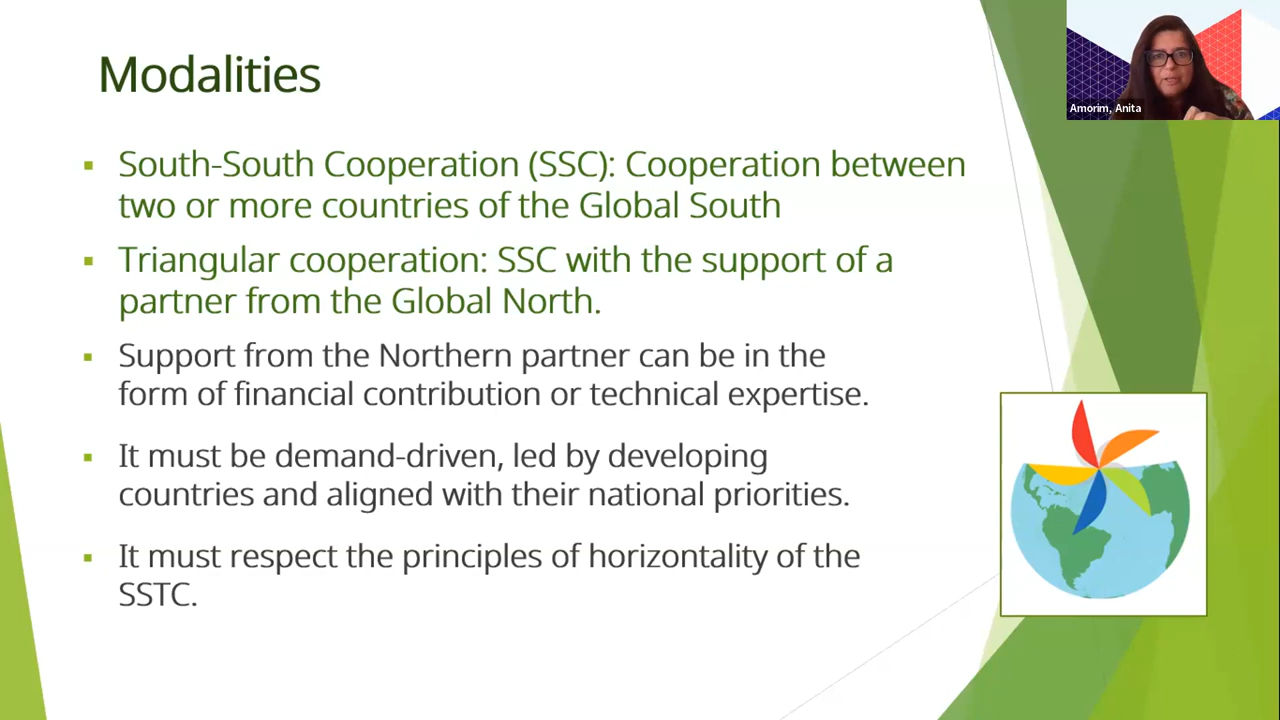 Modalities
Amorim, Anita
▪ South-South Cooperation (SSC): Cooperation between
two or more countries of the Global South
▪ Triangular cooperation: SSC with the support of a
partner from the Global North.
▪ Support from the Northern partner can be in the
form of financial contribution or technical expertise.
▪ It must be demand-driven, led by developing
countries and aligned with their national priorities.
▪ It must respect the principles of horizontality of the
SSTC.